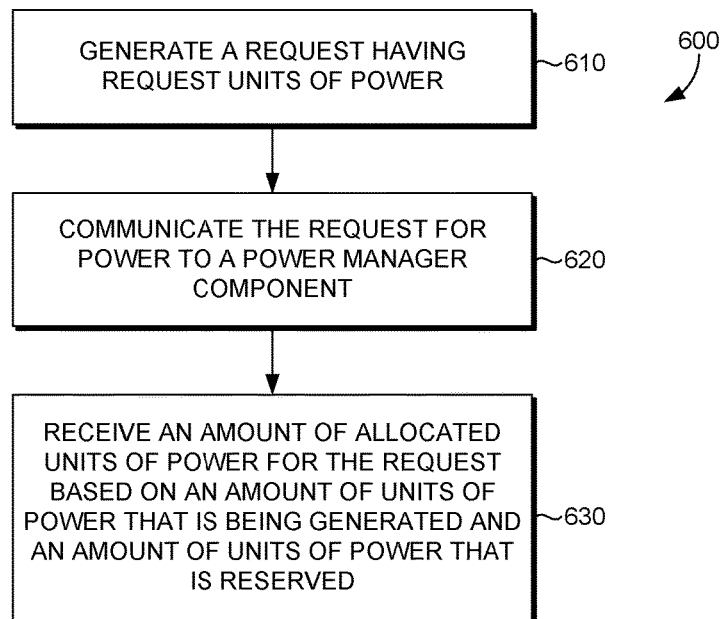 GENERATE A REQUEST HAVING
REQUEST UNITS OF POWER
610
600
COMMUNICATE THE REQUEST FOR
POWER TO A POWER MANAGER
COMPONENT
620
RECEIVE AN AMOUNT OF ALLOCATED
UNITS OF POWER FOR THE REQUEST
BASED ON AN AMOUNT OF UNITS OF
POWER THAT IS BEING GENERATED AND
AN AMOUNT OF UNITS OF POWER THAT
IS RESERVED
630